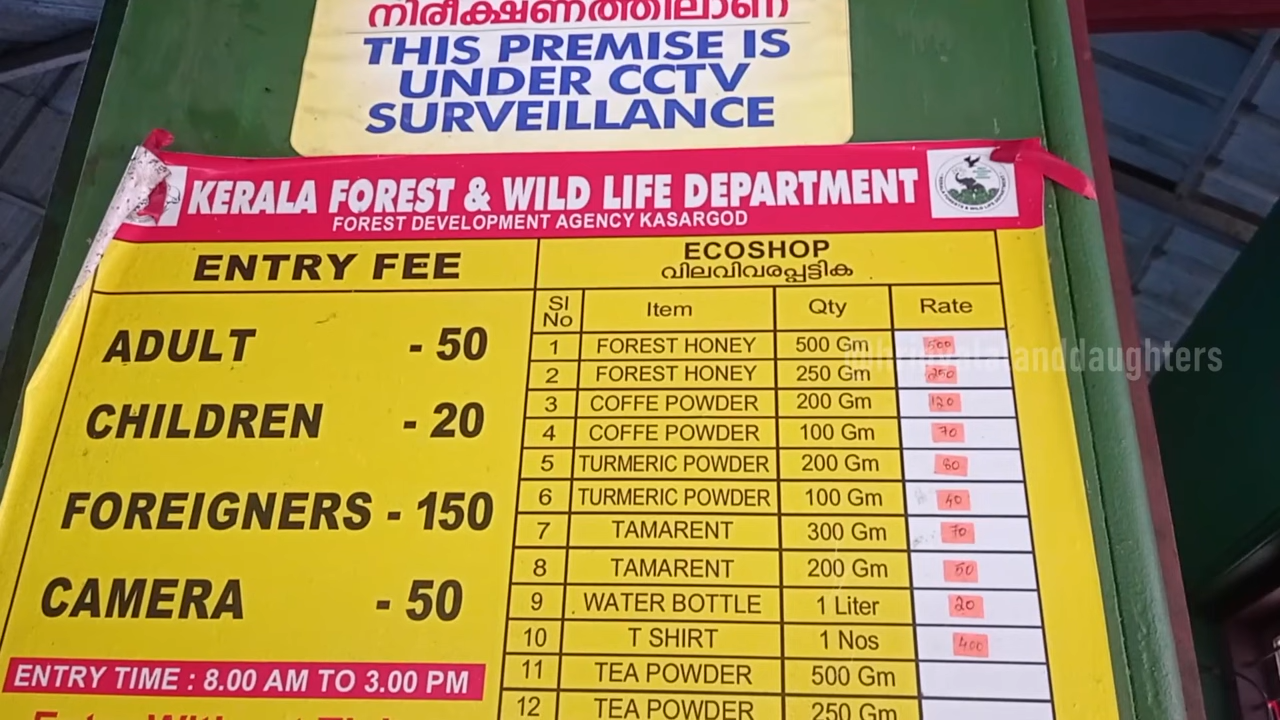 നിരീക്ഷണത്തിലാണ്
THIS PREMISE IS
UNDER CCTV
SURVEILLANCE
KERALA FOREST & WILD LIFE DEPARTMENT
FOREST DEVELOPMENT AGENCY KASARGOD
ENTRY FEE
ADULT - 50
CHILDREN - 20
FOREIGNERS - 150
CAMERA - 50
ENTRY TIME : 8.00 AM TO 3.00 PM
ECOSHOP
വിലവിവരപ്പട്ടിക
Sl No Item Qty Rate
1 FOREST HONEY 500 Gm 500
2 FOREST HONEY 250 Gm 250
3 COFFE POWDER 200 Gm 120
4 COFFE POWDER 100 Gm 70
5 TURMERIC POWDER 200 Gm 80
6 TURMERIC POWDER 100 Gm 40
7 TAMARENT 300 Gm 70
8 TAMARENT 200 Gm 50
9 WATER BOTTLE 1 Liter 20
10 T SHIRT 1 Nos 400
11 TEA POWDER 500 Gm
12 TEA POWDER 250 Gm